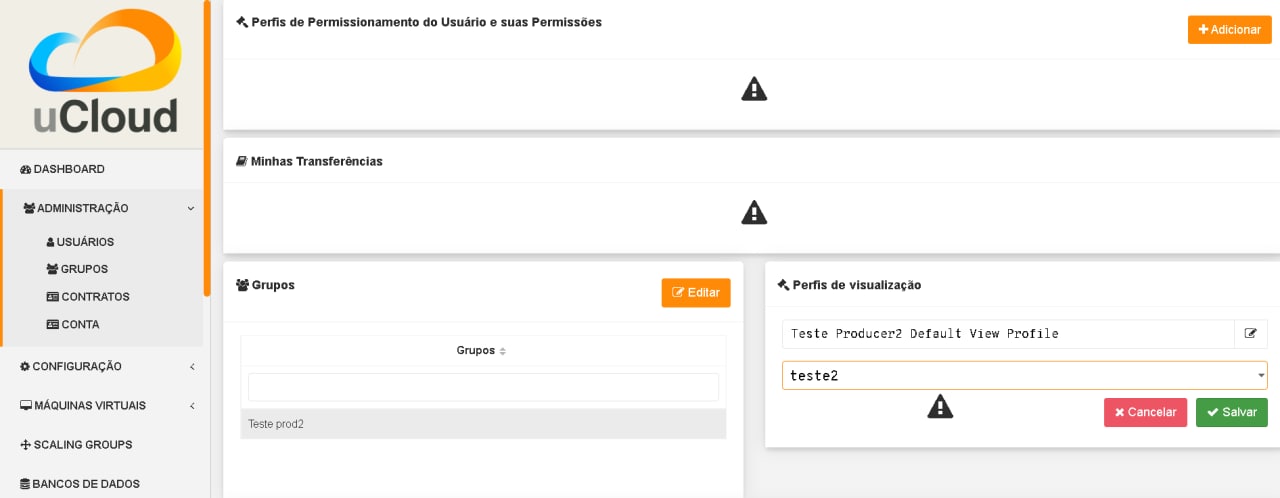 uCloud
DASHBOARD
ADMINISTRAÇÃO
USUÁRIOS
GRUPOS
CONTRATOS
CONTA
CONFIGURAÇÃO
MÁQUINAS VIRTUAIS
SCALING GROUPS
BANCOS DE DADOS
Perfis de Permissionamento do Usuário e suas Permissões
Adicionar
Minhas Transferências
Grupos
Editar
Grupos
Teste prod2
Perfis de visualização
Teste Producer2 Default View Profile
teste2
Cancelar
Salvar